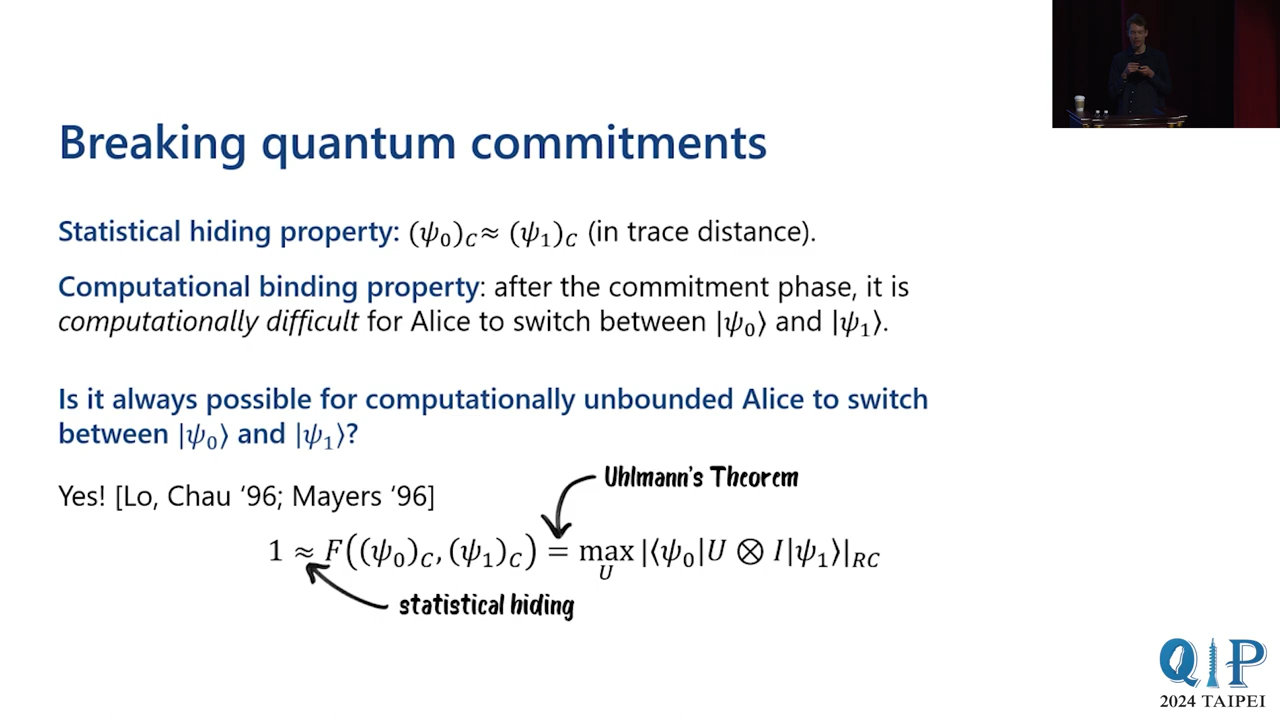 Breaking quantum commitments
Statistical hiding property: (𝜓₀)_C ≈ (𝜓₁)_C (in trace distance).
Computational binding property: after the commitment phase, it is
computationally difficult for Alice to switch between |𝜓₀⟩ and |𝜓₁⟩.
Is it always possible for computationally unbounded Alice to switch
between |𝜓₀⟩ and |𝜓₁⟩?
Uhlmann's Theorem
Yes! [Lo, Chau '96; Mayers '96]
1 ≈ F((𝜓₀)_C, (𝜓₁)_C) = max_U |⟨𝜓₀|U ⊗ I|𝜓₁⟩|_RC
statistical hiding
QIP
2024 TAIPEI